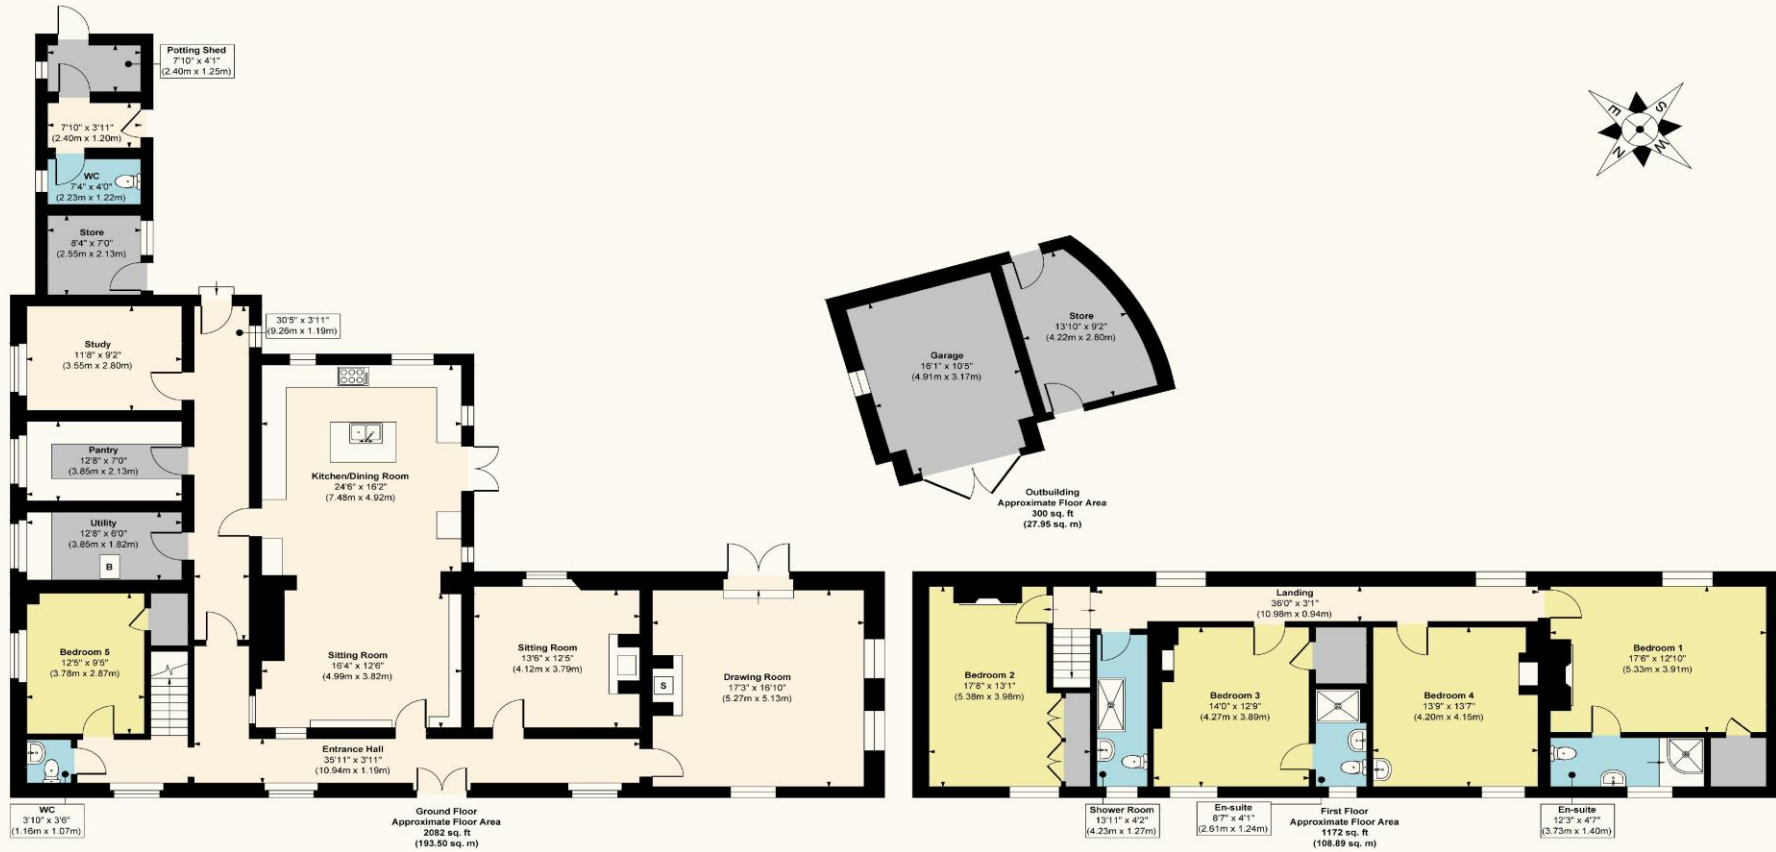 Potting Shed
7'10" x 4'1"
(2.40m x 1.25m)
7'10" x 3'11"
(2.40m x 1.20m)
WC
7'4" x 4'0"
(2.23m x 1.22m)
Store
8'4" x 7'0"
(2.55m x 2.13m)
30'5" x 3'11"
(9.26m x 1.19m)
Study
11'8" x 9'2"
(3.55m x 2.80m)
Pantry
12'8" x 7'0"
(3.85m x 2.13m)
Utility
12'8" x 6'0"
(3.85m x 1.82m)
B
Bedroom 5
12'5" x 9'5"
(3.78m x 2.87m)
WC
3'10" x 3'6"
(1.16m x 1.07m)
Kitchen/Dining Room
24'6" x 16'2"
(7.48m x 4.92m)
Sitting Room
16'4" x 12'6"
(4.99m x 3.82m)
Sitting Room
13'6" x 12'5"
(4.12m x 3.79m)
Drawing Room
17'3" x 16'10"
(5.27m x 5.13m)
S
Entrance Hall
35'11" x 3'11"
(10.94m x 1.19m)
Ground Floor
Approximate Floor Area
2082 sq. ft
(193.50 sq. m)
Garage
16'1" x 10'5"
(4.91m x 3.17m)
Store
13'10" x 9'2"
(4.22m x 2.80m)
Outbuilding
Approximate Floor Area
300 sq. ft
(27.95 sq. m)
E
S
N
W
Landing
36'0" x 3'1"
(10.98m x 0.94m)
Bedroom 2
17'8" x 13'1"
(5.38m x 3.98m)
Bedroom 3
14'0" x 12'9"
(4.27m x 3.89m)
Bedroom 4
13'9" x 13'7"
(4.20m x 4.15m)
Bedroom 1
17'6" x 12'10"
(5.33m x 3.91m)
Shower Room
13'11" x 4'2"
(4.23m x 1.27m)
En-suite
8'7" x 4'1"
(2.61m x 1.24m)
First Floor
Approximate Floor Area
1172 sq. ft
(108.89 sq. m)
En-suite
12'3" x 4'7"
(3.73m x 1.40m)